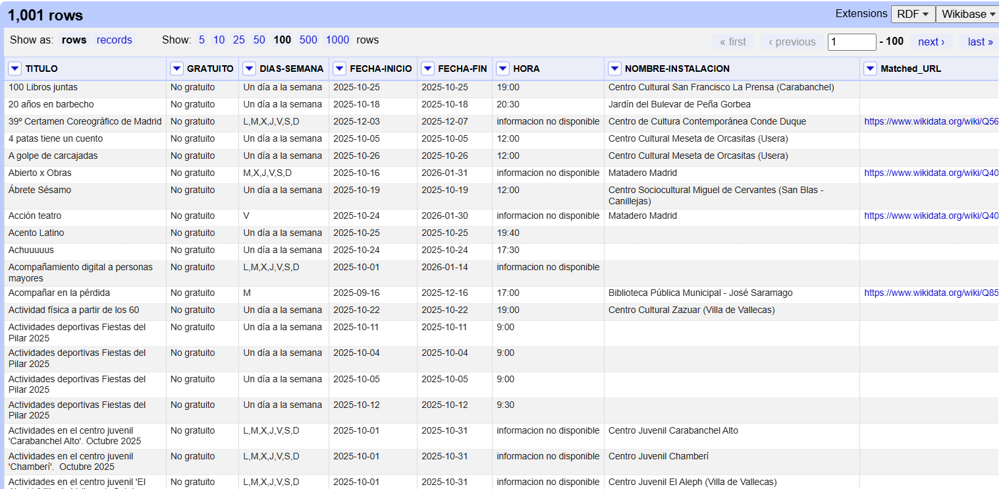 1,001 rows
Extensions RDF Wikibase
Show as: rows records Show: 5 10 25 50 100 500 1000 rows « first ‹ previous 1 - 100 next › last »
TITULO GRATUITO DIAS-SEMANA FECHA-INICIO FECHA-FIN HORA NOMBRE-INSTALACION Matched_URL
100 Libros juntas No gratuito Un día a la semana 2025-10-25 2025-10-25 19:00 Centro Cultural San Francisco La Prensa (Carabanchel)
20 años en barbecho No gratuito Un día a la semana 2025-10-18 2025-10-18 20:30 Jardín del Bulevar de Peña Gorbea
39º Certamen Coreográfico de Madrid No gratuito L,M,X,J,V,S,D 2025-12-03 2025-12-07 informacion no disponible Centro de Cultura Contemporánea Conde Duque https://www.wikidata.org/wiki/Q56
4 patas tiene un cuento No gratuito Un día a la semana 2025-10-05 2025-10-05 12:00 Centro Cultural Meseta de Orcasitas (Usera)
A golpe de carcajadas No gratuito Un día a la semana 2025-10-26 2025-10-26 12:00 Centro Cultural Meseta de Orcasitas (Usera)
Abierto x Obras No gratuito M,X,J,V,S,D 2025-10-16 2026-01-31 informacion no disponible Matadero Madrid https://www.wikidata.org/wiki/Q40
Ábrete Sésamo No gratuito Un día a la semana 2025-10-19 2025-10-19 12:00 Centro Sociocultural Miguel de Cervantes (San Blas -
Canillejas)
Acción teatro No gratuito V 2025-10-24 2026-01-30 informacion no disponible Matadero Madrid https://www.wikidata.org/wiki/Q40
Acento Latino No gratuito Un día a la semana 2025-10-25 2025-10-25 19:40
Achuuuuus No gratuito Un día a la semana 2025-10-24 2025-10-24 17:30
Acompañamiento digital a personas No gratuito L,M,X,J,V,S,D 2025-10-01 2026-01-14 informacion no disponible
mayores
Acompañar en la pérdida No gratuito M 2025-09-16 2025-12-16 17:00 Biblioteca Pública Municipal - José Saramago https://www.wikidata.org/wiki/Q85
Actividad física a partir de los 60 No gratuito Un día a la semana 2025-10-22 2025-10-22 19:00 Centro Cultural Zazuar (Villa de Vallecas)
Actividades deportivas Fiestas del No gratuito Un día a la semana 2025-10-11 2025-10-11 9:00
Pilar 2025
Actividades deportivas Fiestas del No gratuito Un día a la semana 2025-10-04 2025-10-04 9:00
Pilar 2025
Actividades deportivas Fiestas del No gratuito Un día a la semana 2025-10-05 2025-10-05 9:00
Pilar 2025
Actividades deportivas Fiestas del No gratuito Un día a la semana 2025-10-12 2025-10-12 9:30
Pilar 2025
Actividades en el centro juvenil No gratuito L,M,X,J,V,S,D 2025-10-01 2025-10-31 informacion no disponible Centro Juvenil Carabanchel Alto
'Carabanchel Alto'. Octubre 2025
Actividades en el centro juvenil No gratuito L,M,X,J,V,S,D 2025-10-01 2025-10-31 informacion no disponible Centro Juvenil Chamberí
'Chamberí'. Octubre 2025
Actividades en el centro juvenil 'El No gratuito L,M,X,J,V,S,D 2025-10-01 2025-10-31 informacion no disponible Centro Juvenil El Aleph (Villa de Vallecas)